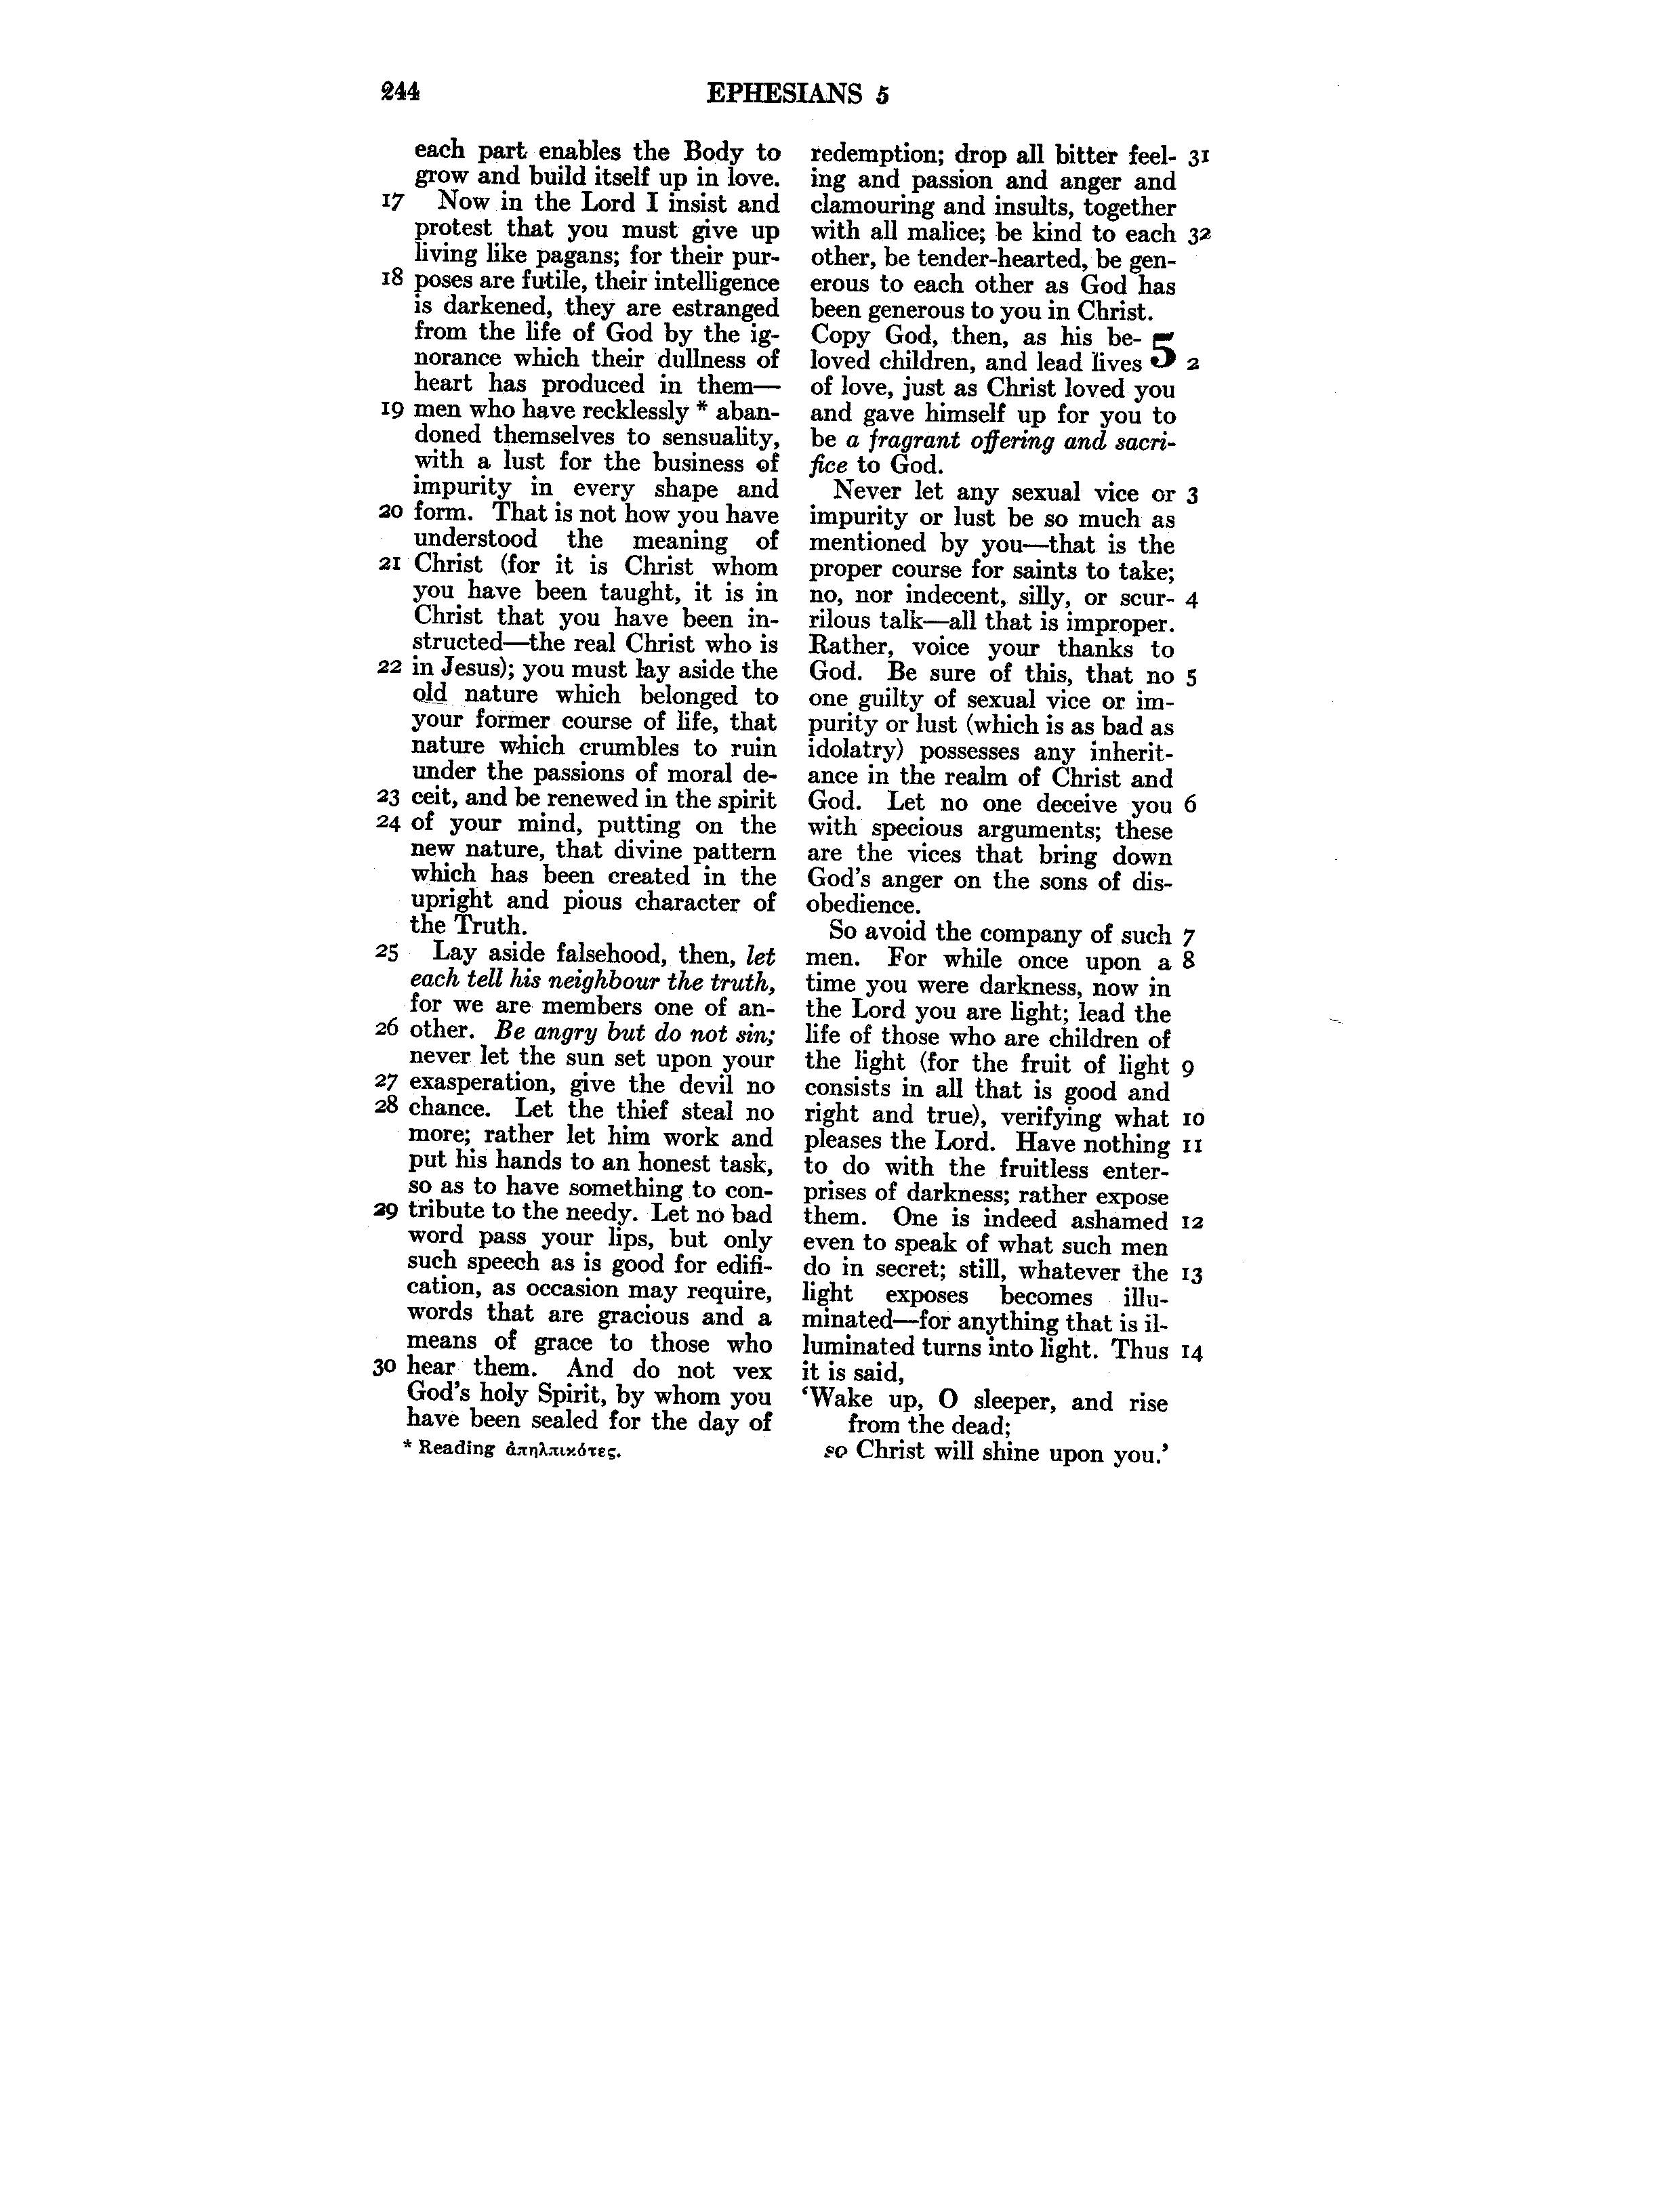 244 EPHESIANS 5
each part enables the Body to
grow and build itself up in love.
17 Now in the Lord I insist and
protest that you must give up
living like pagans; for their pur-
18 poses are futile, their intelligence
is darkened, they are estranged
from the life of God by the ig-
norance which their dullness of
heart has produced in them—
19 men who have recklessly * aban-
doned themselves to sensuality,
with a lust for the business of
impurity in every shape and
20 form. That is not how you have
understood the meaning of
21 Christ (for it is Christ whom
you have been taught, it is in
Christ that you have been in-
structed—the real Christ who is
22 in Jesus); you must lay aside the
old nature which belonged to
your former course of life, that
nature which crumbles to ruin
under the passions of moral de-
23 ceit, and be renewed in the spirit
24 of your mind, putting on the
new nature, that divine pattern
which has been created in the
upright and pious character of
the Truth.
25 Lay aside falsehood, then, let
each tell his neighbour the truth,
for we are members one of an-
26 other. Be angry but do not sin;
never let the sun set upon your
27 exasperation, give the devil no
28 chance. Let the thief steal no
more; rather let him work and
put his hands to an honest task,
so as to have something to con-
29 tribute to the needy. Let no bad
word pass your lips, but only
such speech as is good for edifi-
cation, as occasion may require,
words that are gracious and a
means of grace to those who
30 hear them. And do not vex
God's holy Spirit, by whom you
have been sealed for the day of
* Reading ἀπηλπικότες.
redemption; drop all bitter feel- 31
ing and passion and anger and
clamouring and insults, together
with all malice; be kind to each 32
other, be tender-hearted, be gen-
erous to each other as God has
been generous to you in Christ.
Copy God, then, as his be- 5
loved children, and lead lives 2
of love, just as Christ loved you
and gave himself up for you to
be a fragrant offering and sacri-
fice to God.
Never let any sexual vice or 3
impurity or lust be so much as
mentioned by you—that is the
proper course for saints to take;
no, nor indecent, silly, or scur- 4
rilous talk—all that is improper.
Rather, voice your thanks to
God. Be sure of this, that no 5
one guilty of sexual vice or im-
purity or lust (which is as bad as
idolatry) possesses any inherit-
ance in the realm of Christ and
God. Let no one deceive you 6
with specious arguments; these
are the vices that bring down
God's anger on the sons of dis-
obedience.
So avoid the company of such 7
men. For while once upon a 8
time you were darkness, now in
the Lord you are light; lead the
life of those who are children of
the light (for the fruit of light 9
consists in all that is good and
right and true), verifying what 10
pleases the Lord. Have nothing 11
to do with the fruitless enter-
prises of darkness; rather expose
them. One is indeed ashamed 12
even to speak of what such men
do in secret; still, whatever the 13
light exposes becomes illu-
minated—for anything that is il-
luminated turns into light. Thus 14
it is said,
‘Wake up, O sleeper, and rise
from the dead;
so Christ will shine upon you.’